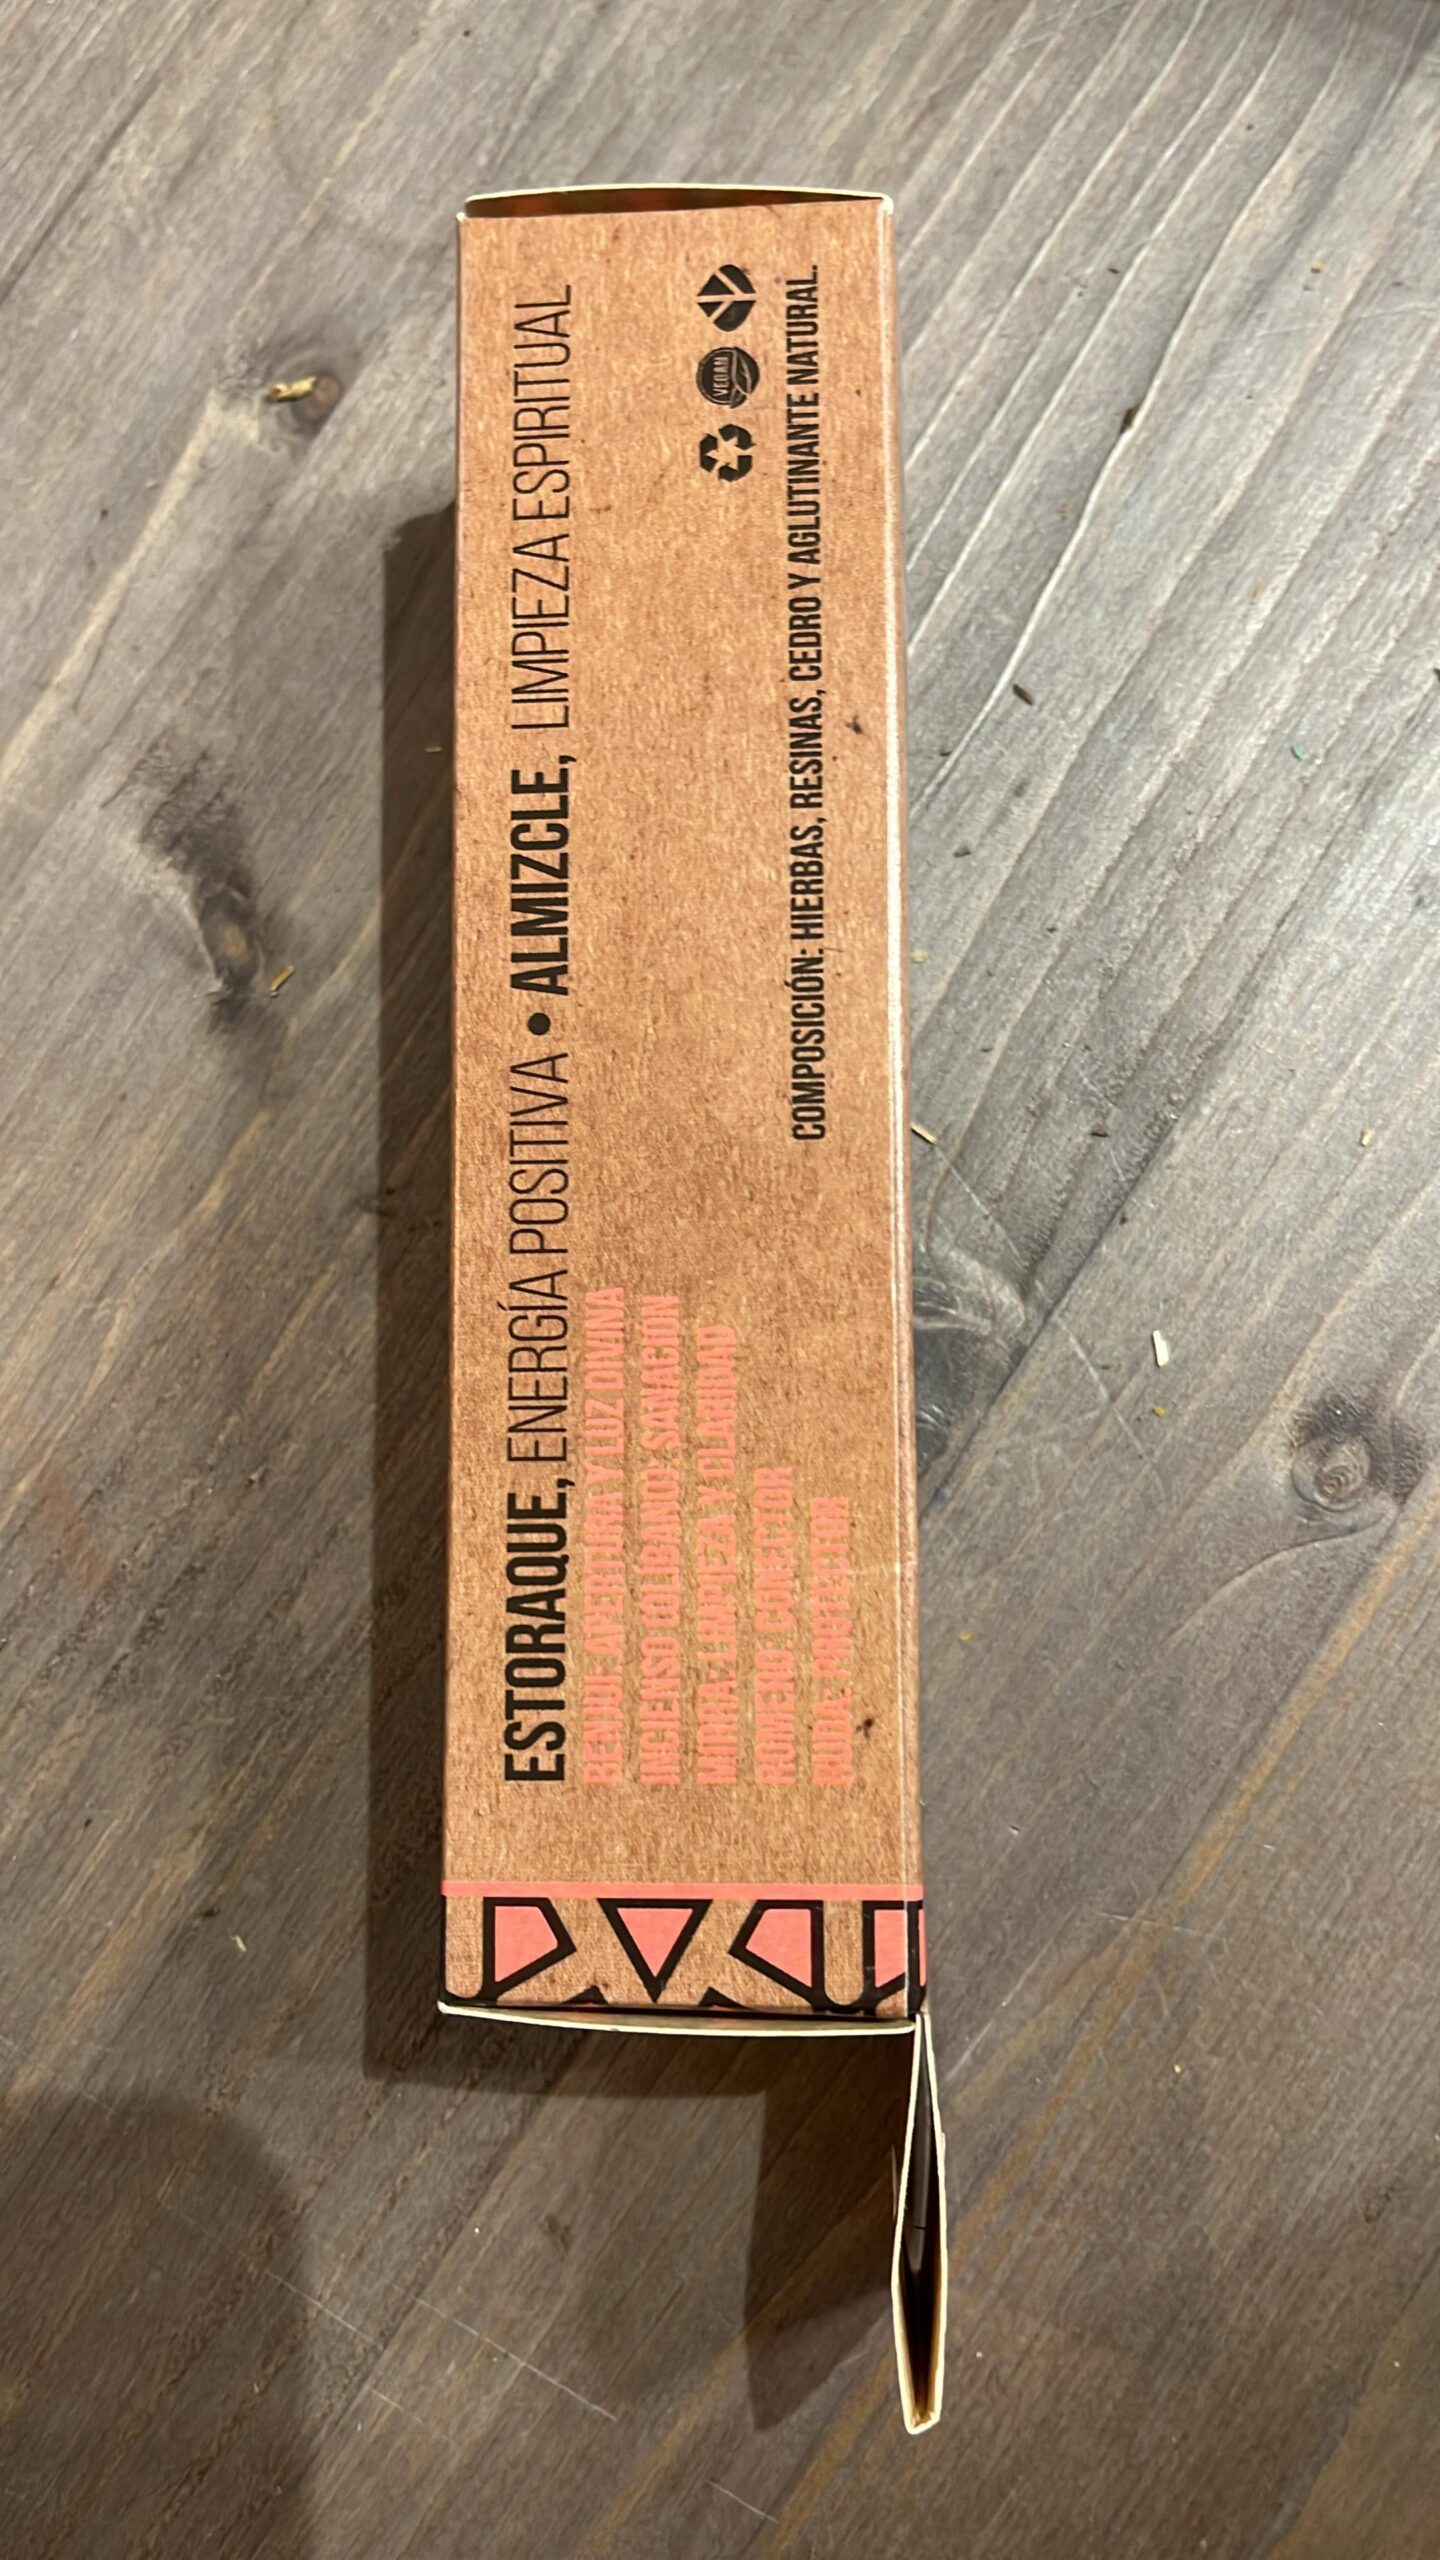 ESTORAQUE, ENERGÍA POSITIVA • ALMIZCLE, LIMPIEZA ESPIRITUAL
BENJUI: APERTURA Y LUZ DIVINA
INCIENSO (OLÍBANO): SANACIÓN
MIRRA: LIMPIEZA Y CLARIDAD
ROMERO: CONECTOR
RUDA: PROTECTOR
VEGAN
COMPOSICIÓN: HIERBAS, RESINAS, CEDRO Y AGLUTINANTE NATURAL.